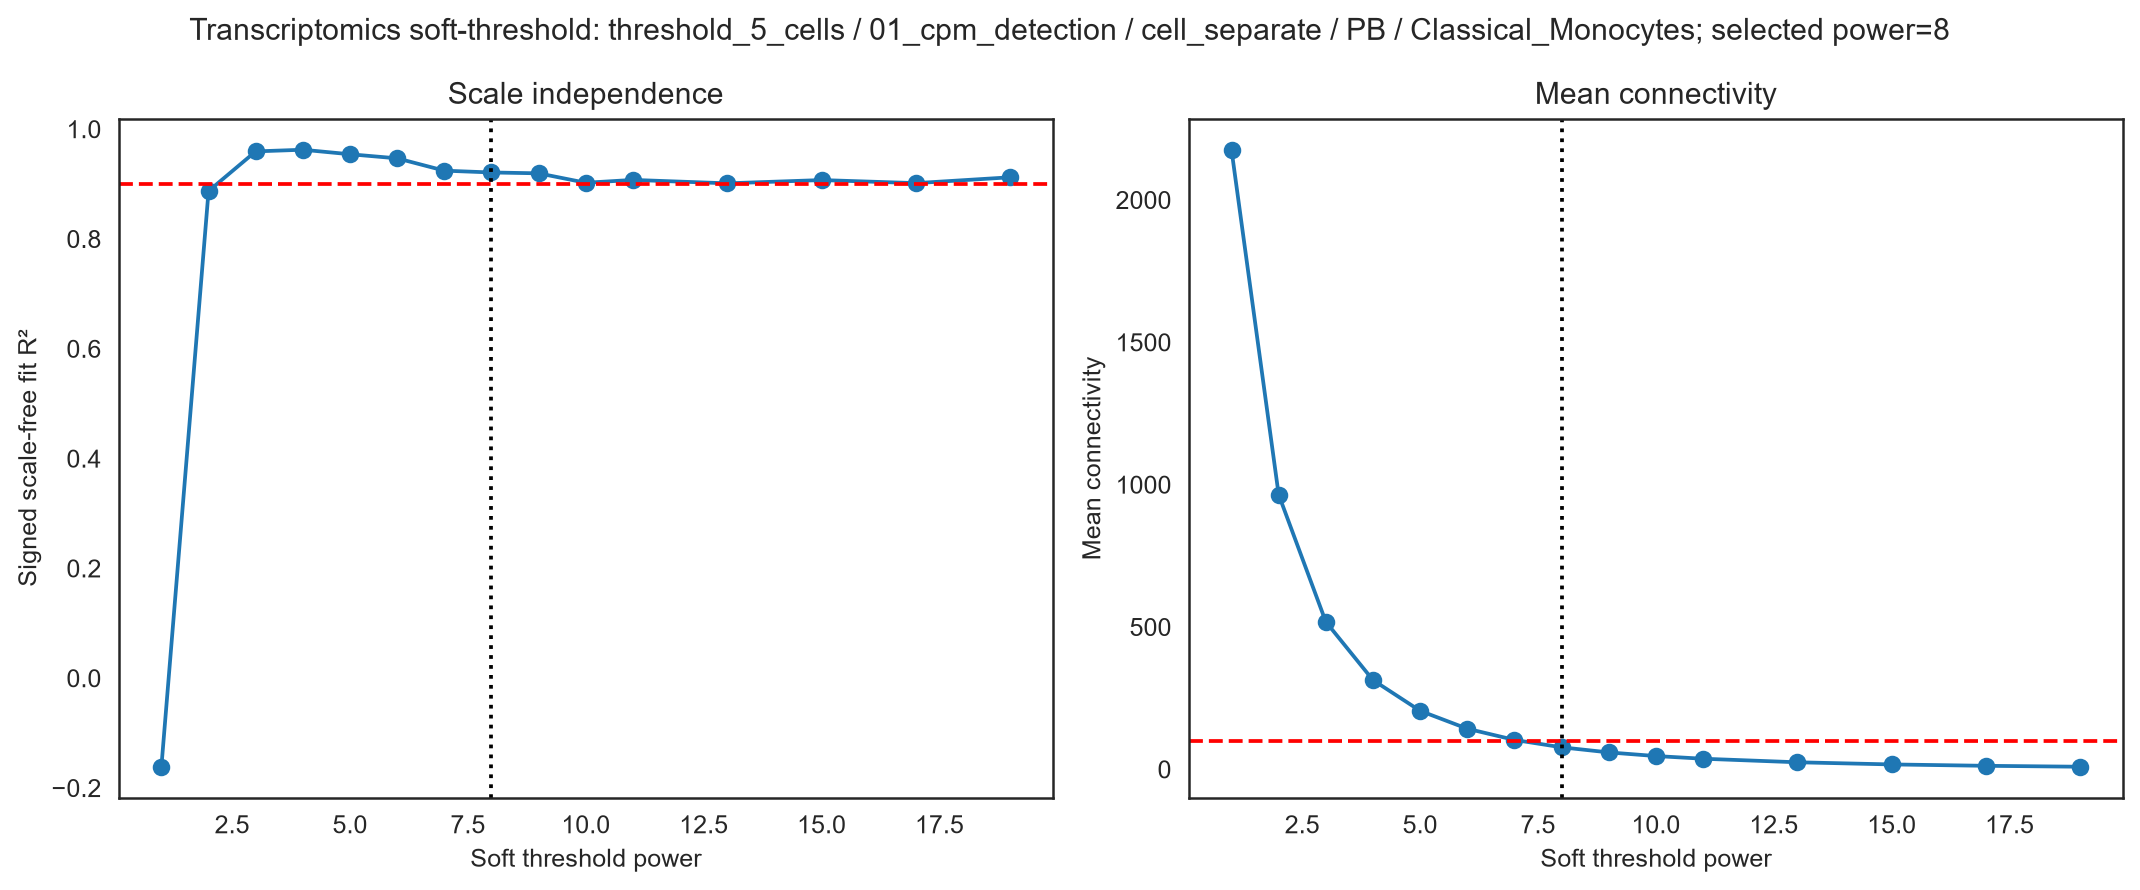 Transcriptomics soft-threshold: threshold_5_cells / 01_cpm_detection / cell_separate / PB / Classical_Monocytes; selected power=8
Scale independence
Signed scale-free fit R²
1.0
0.8
0.6
0.4
0.2
0.0
−0.2
2.5 5.0 7.5 10.0 12.5 15.0 17.5
Soft threshold power
Mean connectivity
Mean connectivity
2000
1500
1000
500
0
2.5 5.0 7.5 10.0 12.5 15.0 17.5
Soft threshold power